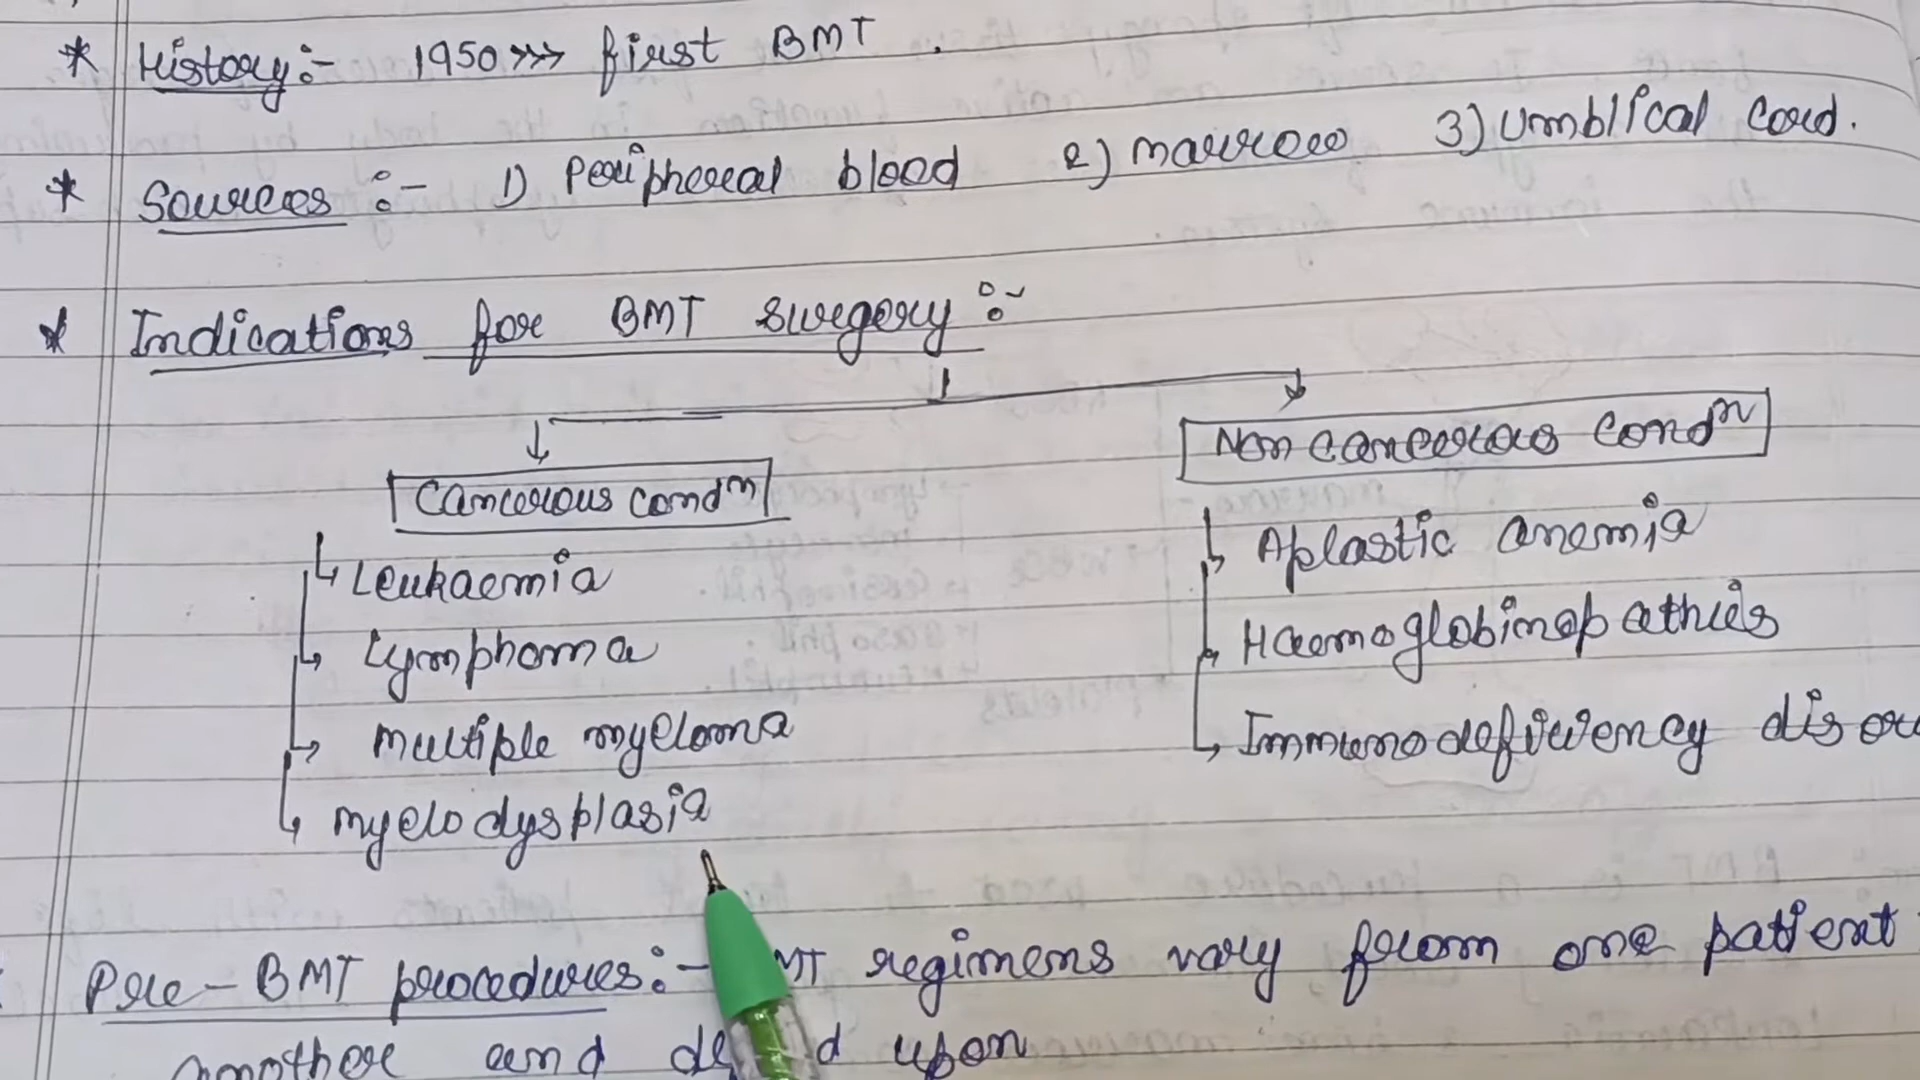 * History:- 1950 >>> first BMT.
* Sources:- 1) Peripheral blood 2) marrow 3) Umblical cord.
* Indications for BMT surgery:-
Cancerous condn
Leukaemia
Lymphoma
Multiple myeloma
Myelodysplasia
Non cancerous condn
Aplastic anemia
Haemoglobinopathies
Immunodeficiency
Pre-BMT procedures:- regimens vary from one patient
another and upon